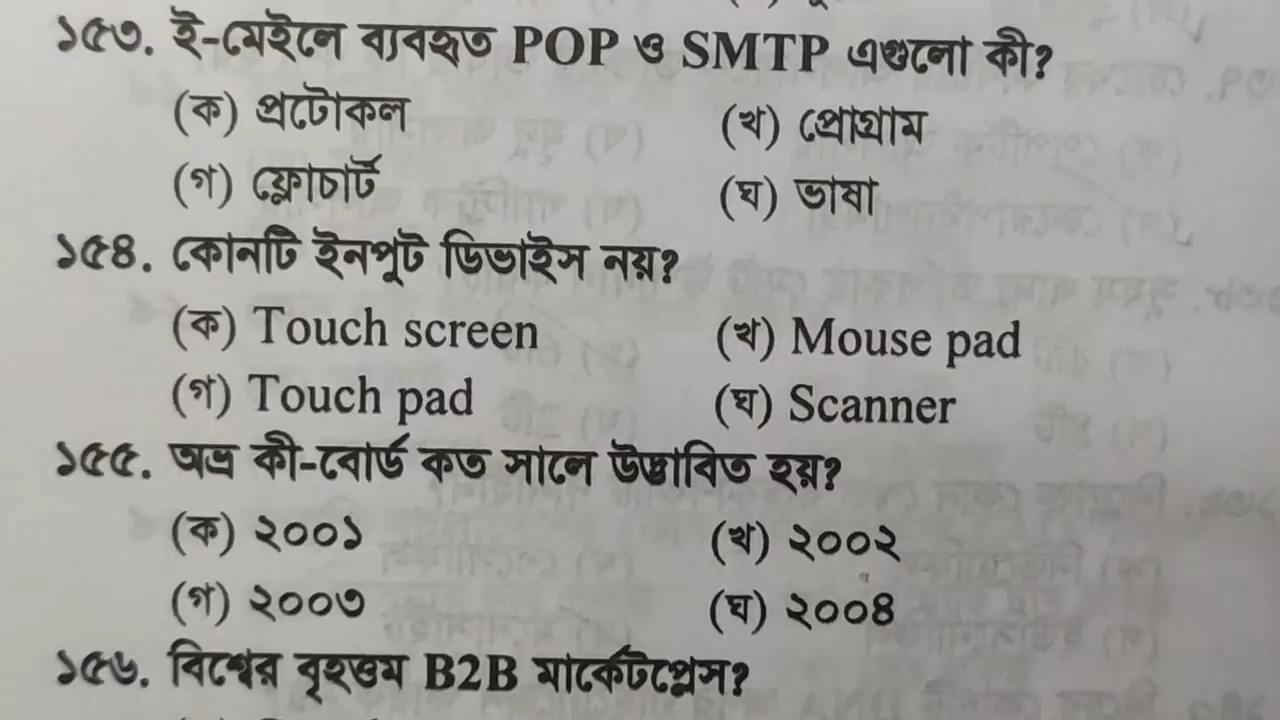 ১৫৩. ই-মেইলে ব্যবহৃত POP ও SMTP এগুলো কী?
(ক) প্রটোকল (খ) প্রোগ্রাম
(গ) ফ্লোচার্ট (ঘ) ভাষা
১৫৪. কোনটি ইনপুট ডিভাইস নয়?
(ক) Touch screen (খ) Mouse pad
(গ) Touch pad (ঘ) Scanner
১৫৫. অভ্র কী-বোর্ড কত সালে উদ্ভাবিত হয়?
(ক) ২০০১ (খ) ২০০২
(গ) ২০০৩ (ঘ) ২০০৪
১৫৬. বিশ্বের বৃহত্তম B2B মার্কেটপ্লেস?